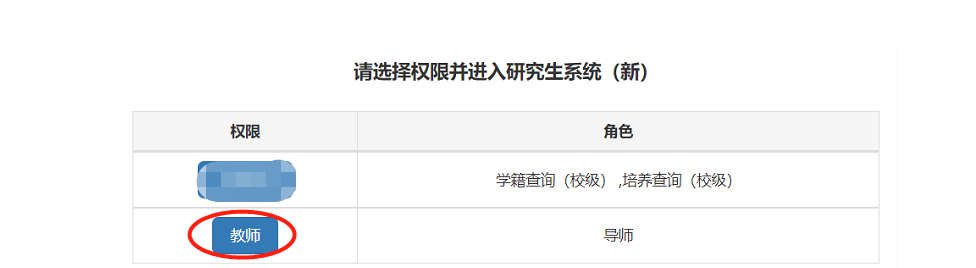 请选择权限并进入研究生系统（新）
权限 角色
学籍查询（校级） ,培养查询（校级）
教师 导师